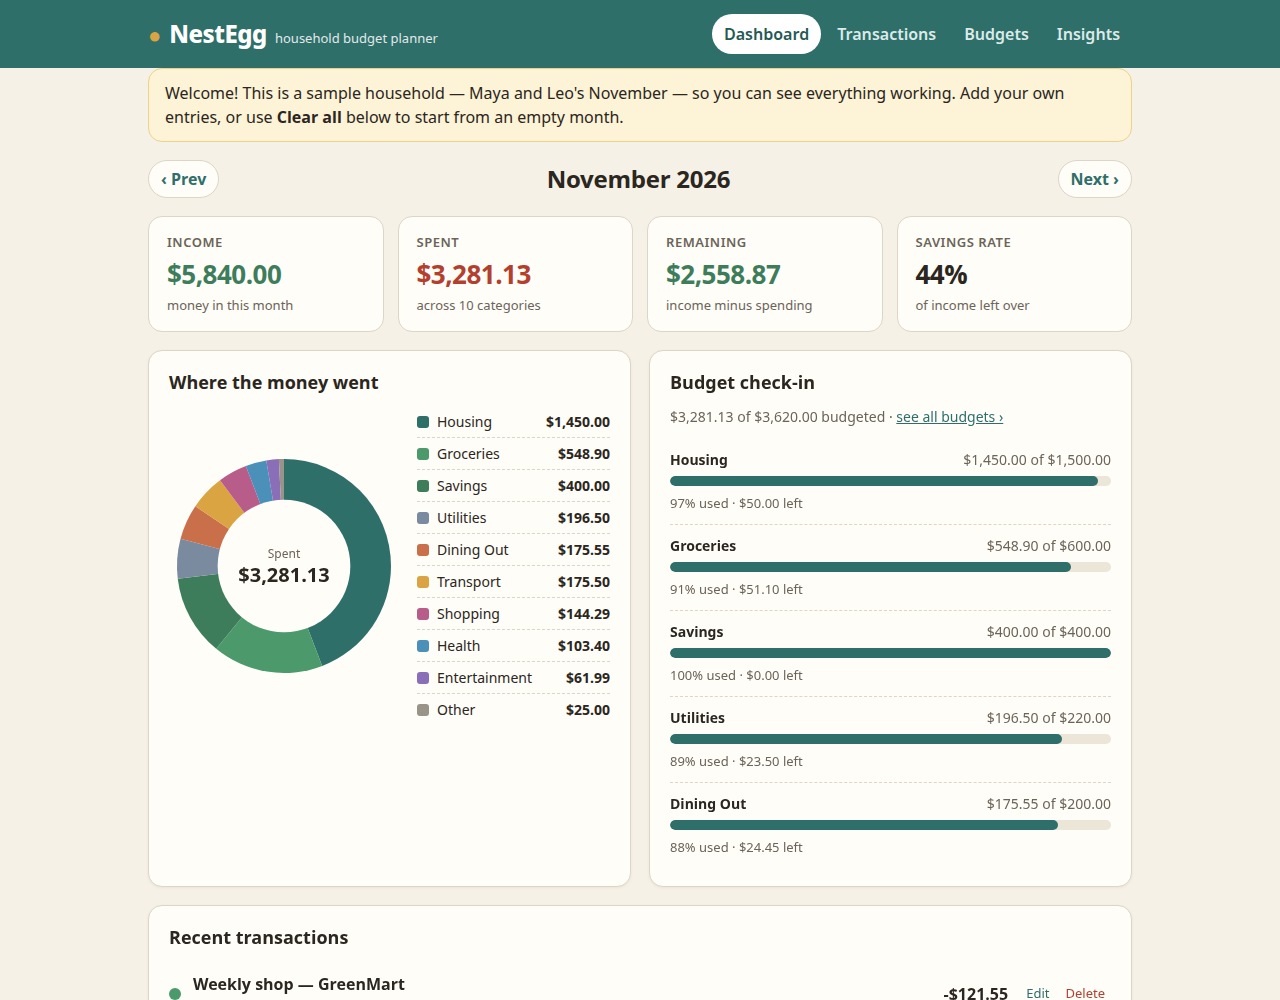 NestEgg household budget planner
Dashboard Transactions Budgets Insights
Welcome! This is a sample household — Maya and Leo's November — so you can see everything working. Add your own
entries, or use Clear all below to start from an empty month.
‹ Prev November 2026 Next ›
INCOME
$5,840.00
money in this month
SPENT
$3,281.13
across 10 categories
REMAINING
$2,558.87
income minus spending
SAVINGS RATE
44%
of income left over
Where the money went
Spent
$3,281.13
Housing $1,450.00
Groceries $548.90
Savings $400.00
Utilities $196.50
Dining Out $175.55
Transport $175.50
Shopping $144.29
Health $103.40
Entertainment $61.99
Other $25.00
Budget check-in
$3,281.13 of $3,620.00 budgeted · see all budgets ›
Housing $1,450.00 of $1,500.00
97% used · $50.00 left
Groceries $548.90 of $600.00
91% used · $51.10 left
Savings $400.00 of $400.00
100% used · $0.00 left
Utilities $196.50 of $220.00
89% used · $23.50 left
Dining Out $175.55 of $200.00
88% used · $24.45 left
Recent transactions
Weekly shop — GreenMart
-$121.55 Edit Delete